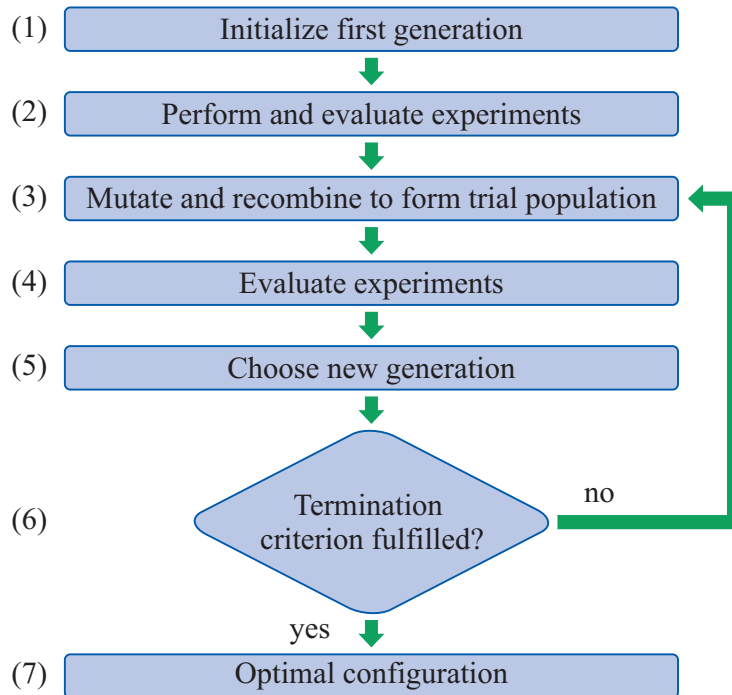 (1) Initialize first generation
(2) Perform and evaluate experiments
(3) Mutate and recombine to form trial population
(4) Evaluate experiments
(5) Choose new generation
(6) Termination
criterion fulfilled?
no
yes
(7) Optimal configuration